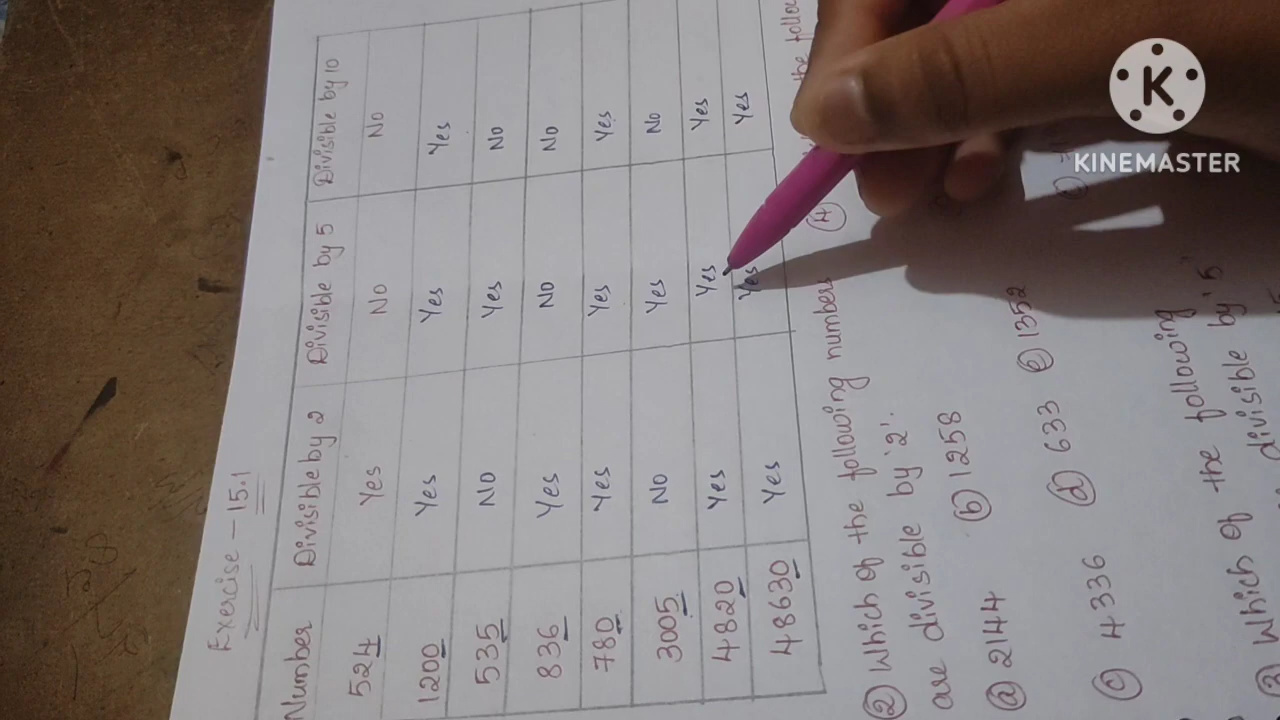 Exercise - 15.1
Number Divisible by 2 Divisible by 5 Divisible by 10
524 Yes No No
1200 Yes Yes Yes
535 No Yes No
836 Yes No No
780 Yes Yes Yes
3005 No Yes No
4820 Yes Yes Yes
48630 Yes Yes Yes
② Which of the following numbers
are divisible by '2'.
ⓐ 2144 ⓑ 1258
ⓒ 4336 ⓓ 633 ⓔ 1352
③ Which of the following
divisible by '5'
④
the follow
K
KINEMASTER